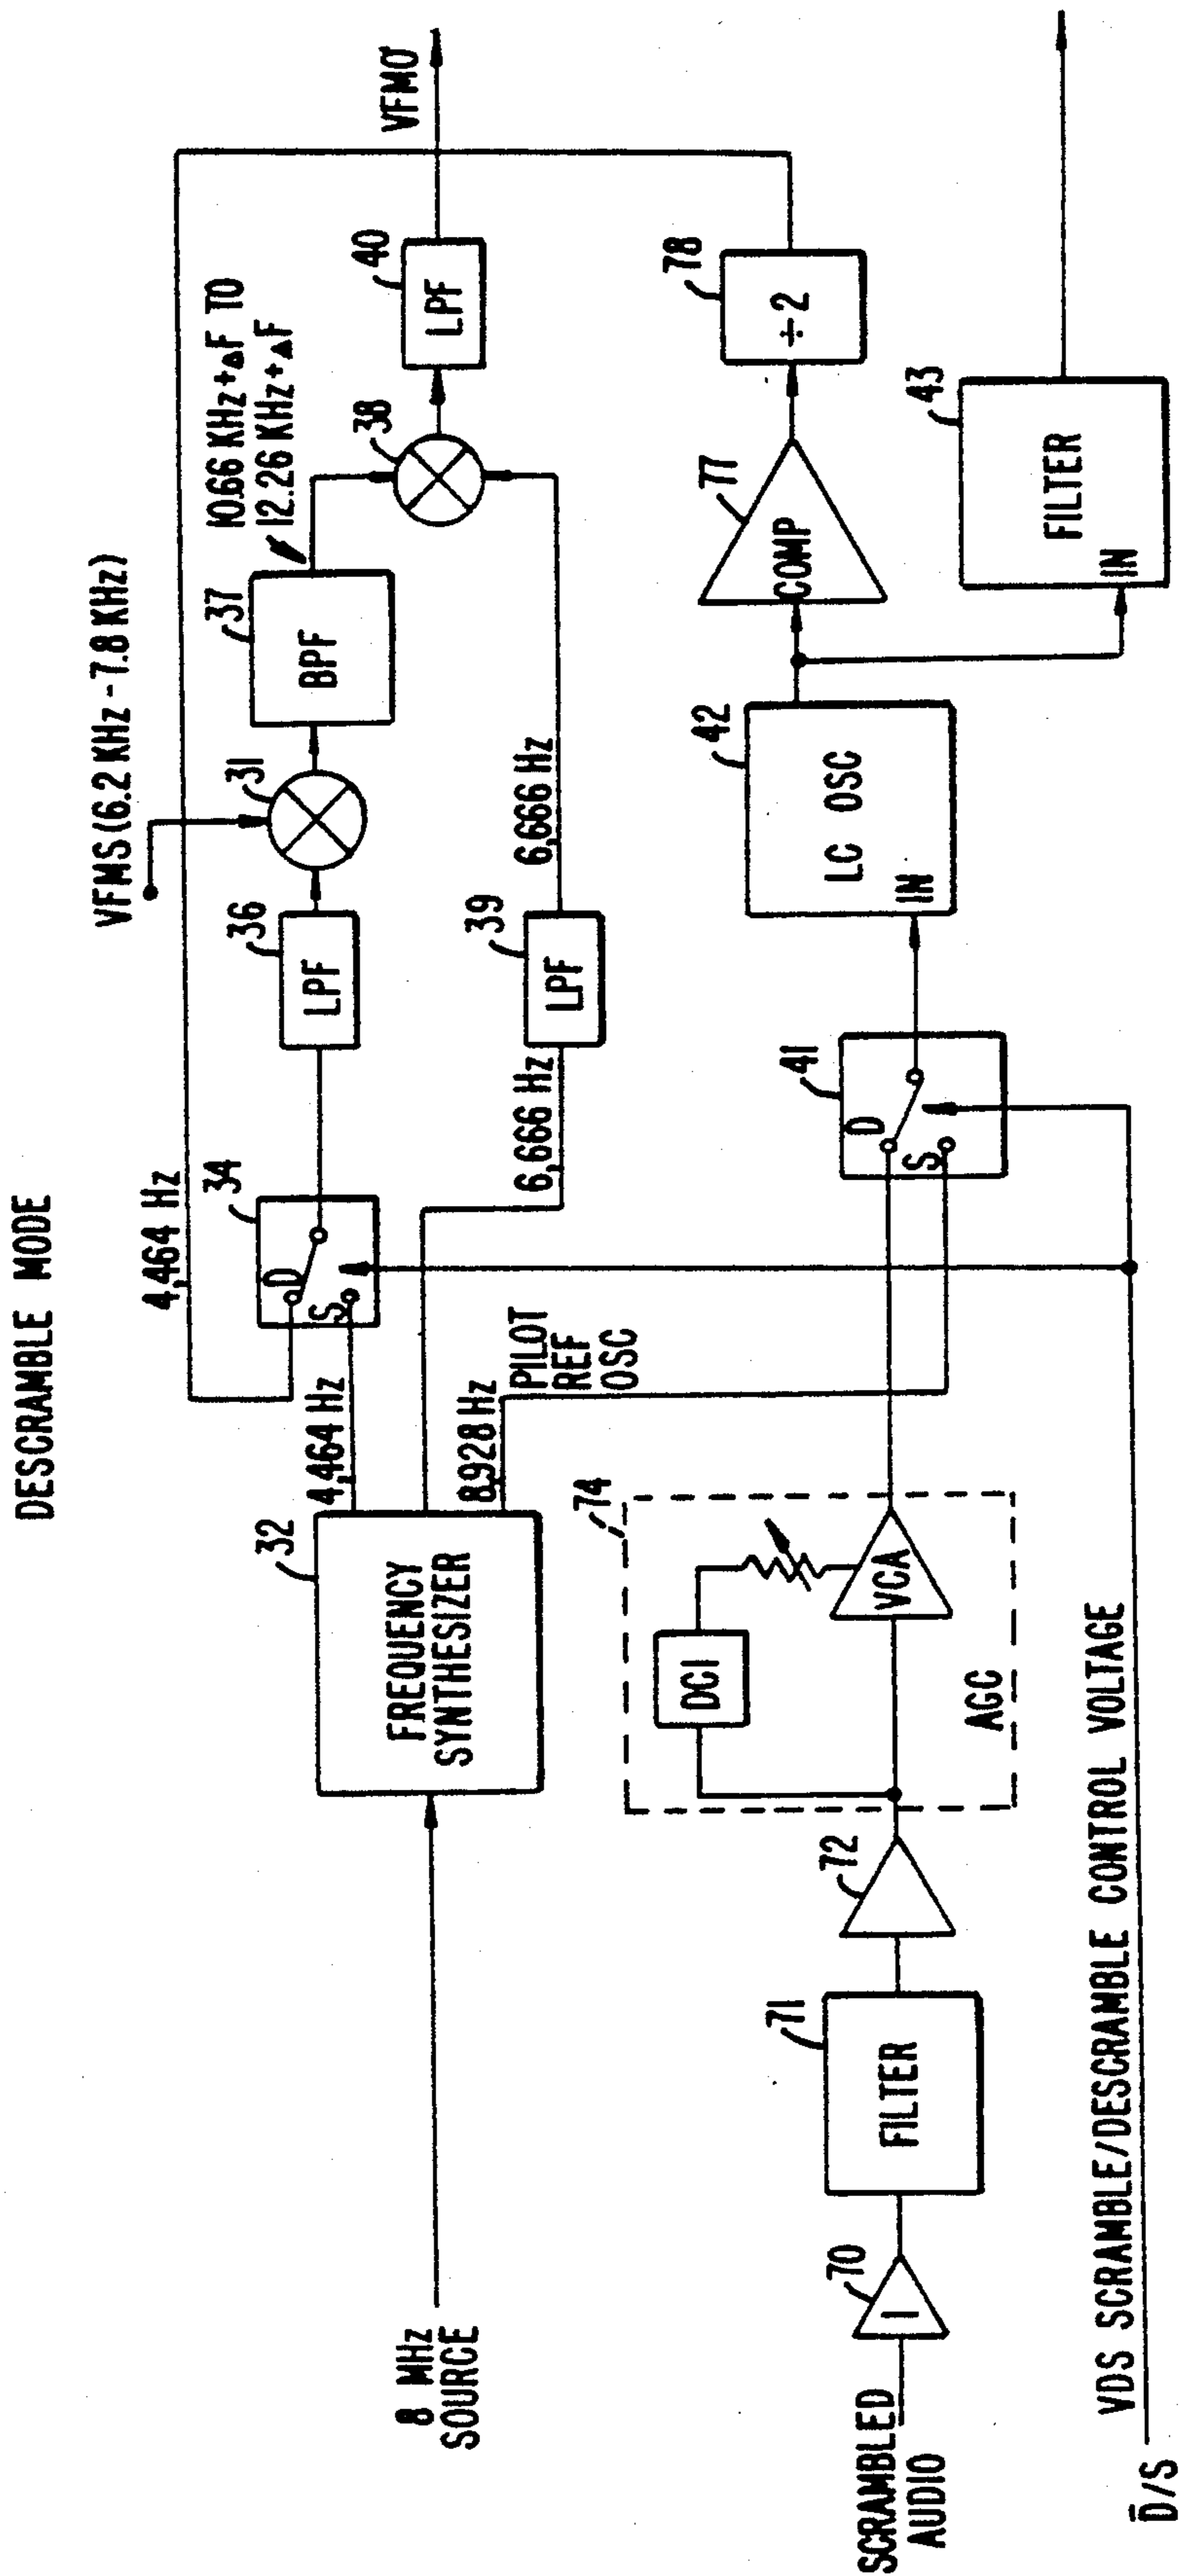 DESCRAMBLE MODE
VFMS (6.2 KHz - 7.8 KHz)
4,464 Hz
34
D
S
36
LPF
31
37
BPF
10.66 KHz + ΔF TO
12.26 KHz + ΔF
38
40
LPF
VFMO
8 MHz
SOURCE
32
FREQUENCY
SYNTHESIZER
4,464 Hz
6,666 Hz
39
LPF
6,666 Hz
8,928 Hz
PILOT
REF
OSC
SCRAMBLED
AUDIO
70
71
FILTER
72
74
DCI
VCA
AGC
41
D
S
42
LC OSC
IN
77
COMP
78
÷2
43
FILTER
IN
VDS SCRAMBLE/DESCRAMBLE CONTROL VOLTAGE
D̄/S